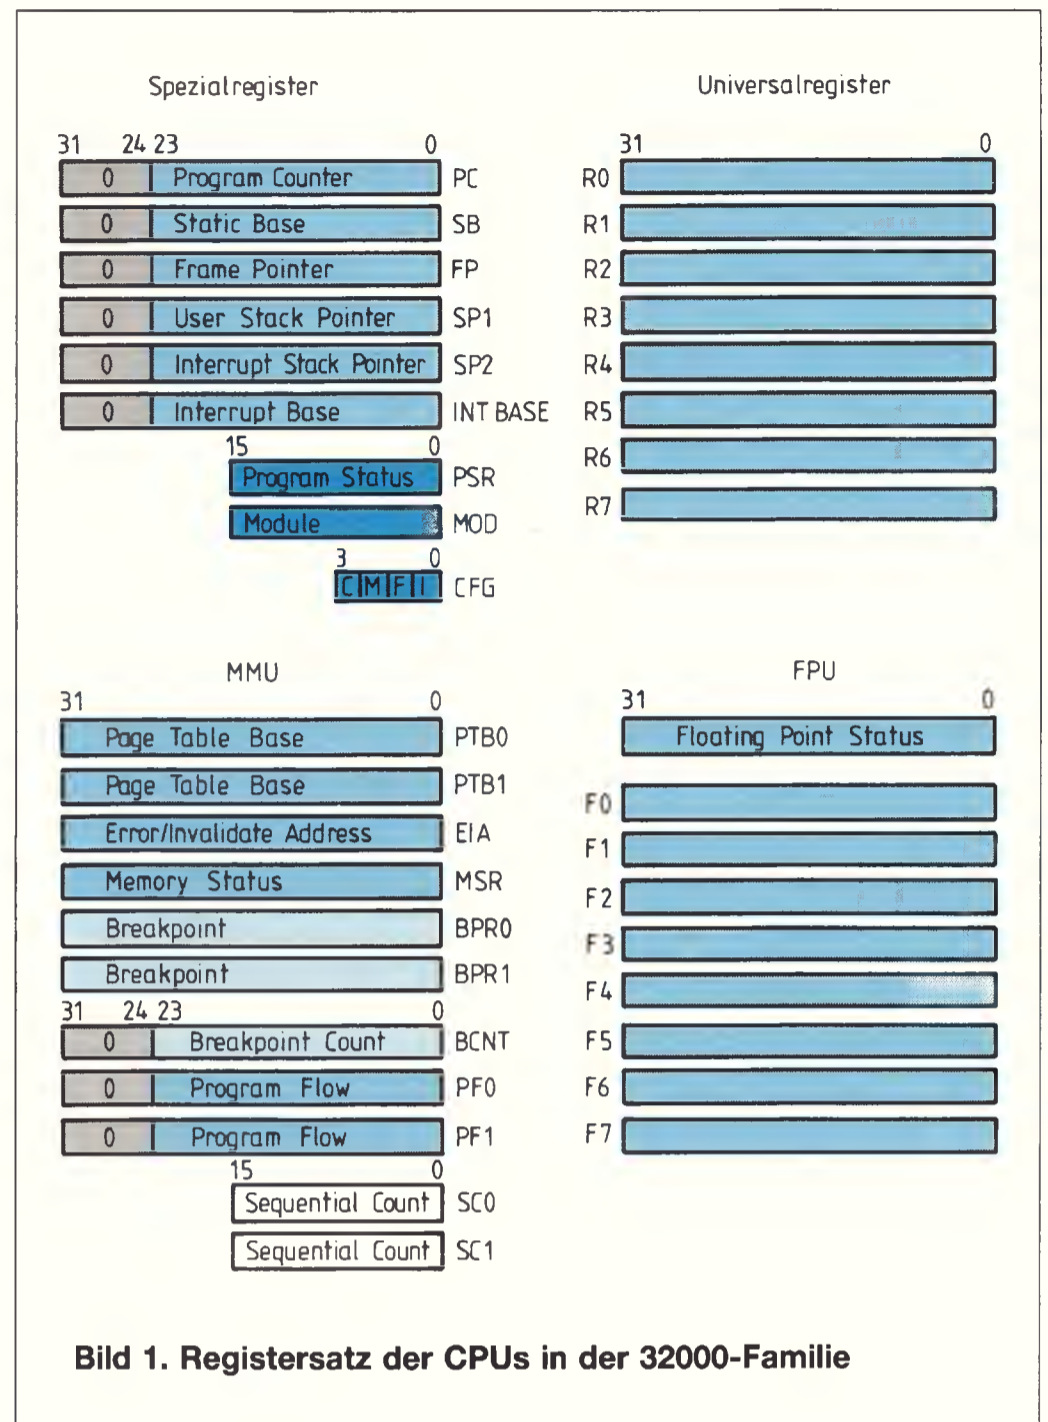 Spezialregister
31 24 23 0
0 Program Counter PC
0 Static Base SB
0 Frame Pointer FP
0 User Stack Pointer SP1
0 Interrupt Stack Pointer SP2
0 Interrupt Base INT BASE
15 0
Program Status PSR
Module MOD
3 0
C M F I CFG
Universalregister
31 0
R0
R1
R2
R3
R4
R5
R6
R7
MMU
31 0
Page Table Base PTB0
Page Table Base PTB1
Error/Invalidate Address EIA
Memory Status MSR
Breakpoint BPR0
Breakpoint BPR1
31 24 23 0
0 Breakpoint Count BCNT
0 Program Flow PF0
0 Program Flow PF1
15 0
Sequential Count SC0
Sequential Count SC1
FPU
31 0
Floating Point Status
F0
F1
F2
F3
F4
F5
F6
F7
Bild 1. Registersatz der CPUs in der 32000-Familie